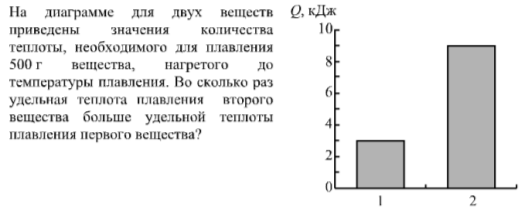 На диаграмме для двух веществ
приведены значения количества
теплоты, необходимого для плавления
500 г вещества, нагретого до
температуры плавления. Во сколько раз
удельная теплота плавления второго
вещества больше удельной теплоты
плавления первого вещества?
Q, кДж
10
8
6
4
2
0
1 2